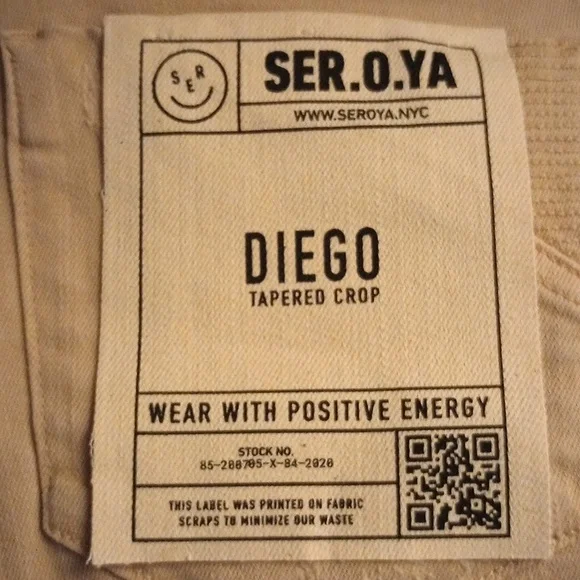 SER
SER.O.YA
WWW.SEROYA.NYC
DIEGO
TAPERED CROP
WEAR WITH POSITIVE ENERGY
STOCK NO.
85-200705-X-04-2020
THIS LABEL WAS PRINTED ON FABRIC
SCRAPS TO MINIMIZE OUR WASTE